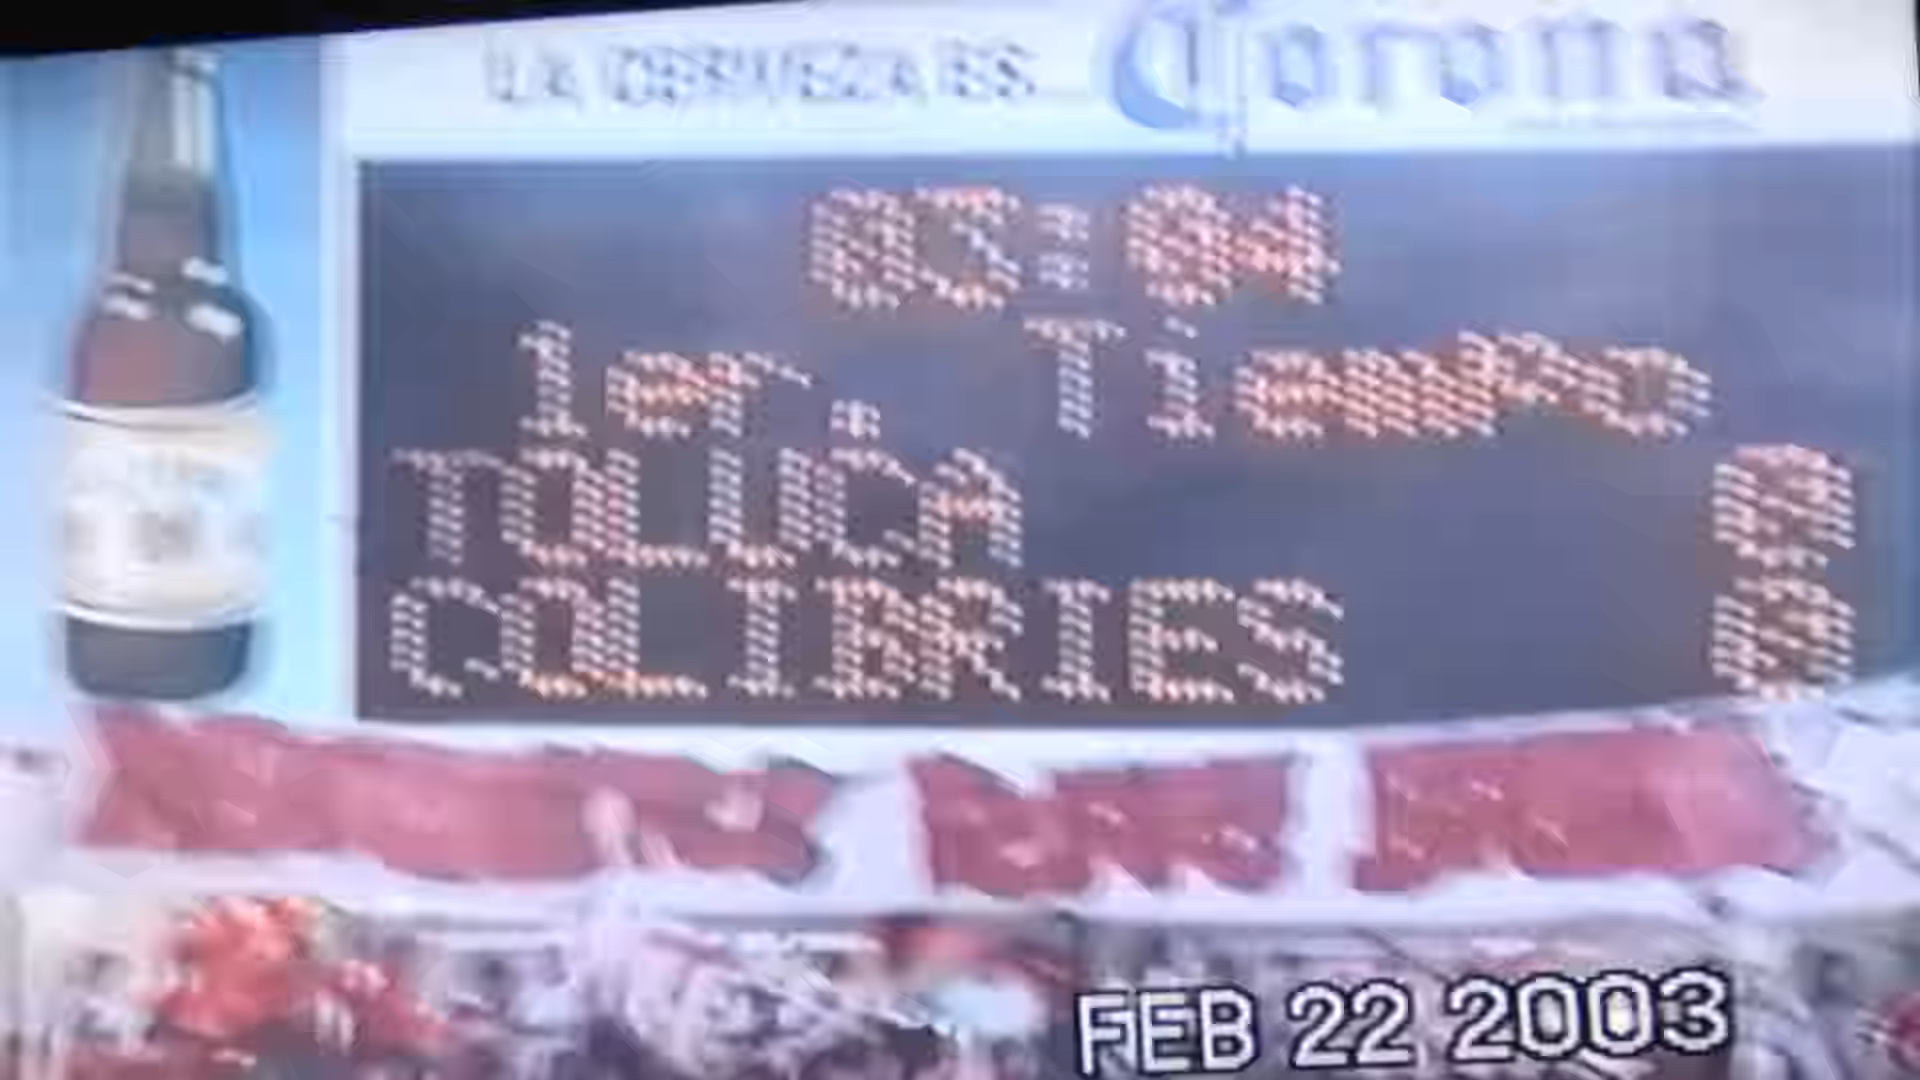 LA CERVEZA ES Corona
03:04
1er. Tiempo
TOLUCA 0
COLIBRIES 0
FEB 22 2003